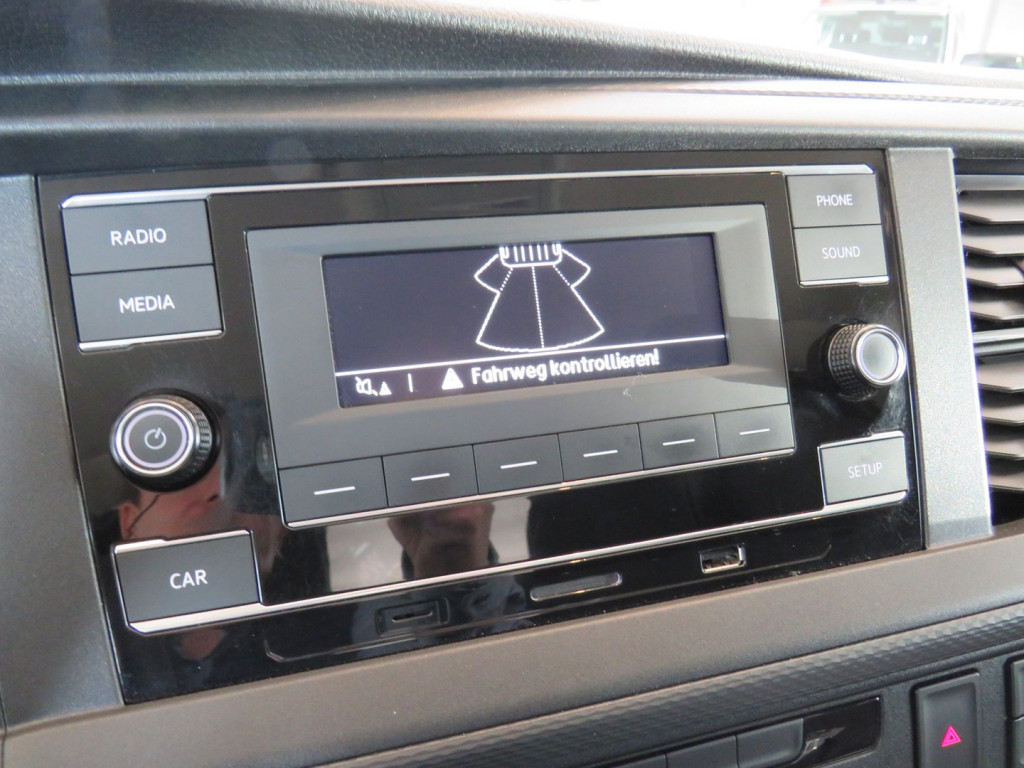 RADIO
MEDIA
PHONE
SOUND
Fahrweg kontrollieren!
SETUP
CAR